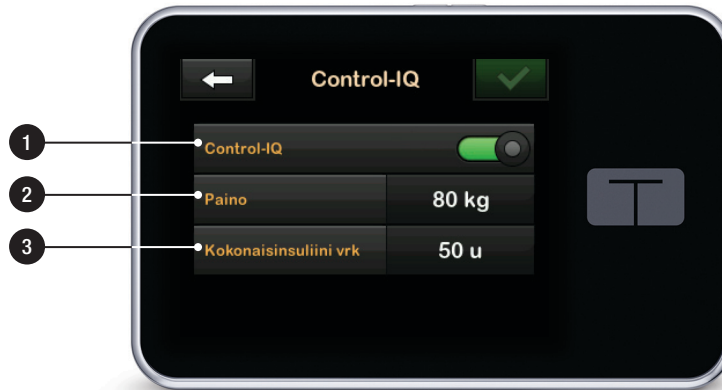 Control-IQ
1
Control-IQ
2
Paino
80 kg
3
Kokonaisinsuliini vrk
50 u